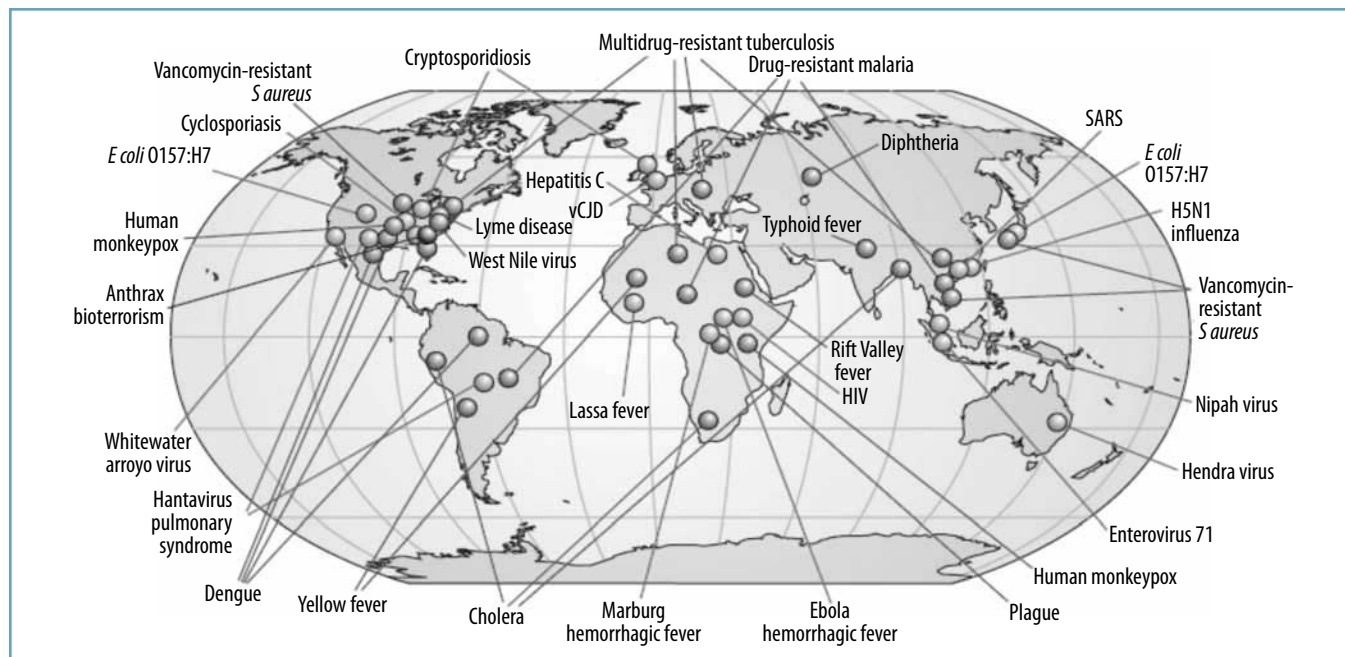 Multidrug-resistant tuberculosis
Cryptosporidiosis
Drug-resistant malaria
Vancomycin-resistant
S aureus
Cyclosporiasis
E coli 0157:H7
SARS
Diphtheria
E coli
0157:H7
Hepatitis C
vCJD
H5N1
influenza
Human
monkeypox
Lyme disease
Typhoid fever
West Nile virus
Anthrax
bioterrorism
Vancomycin-
resistant
S aureus
Rift Valley
fever
HIV
Lassa fever
Nipah virus
Whitewater
arroyo virus
Hendra virus
Hantavirus
pulmonary
syndrome
Enterovirus 71
Human monkeypox
Dengue
Yellow fever
Cholera
Marburg
hemorrhagic fever
Ebola
hemorrhagic fever
Plague